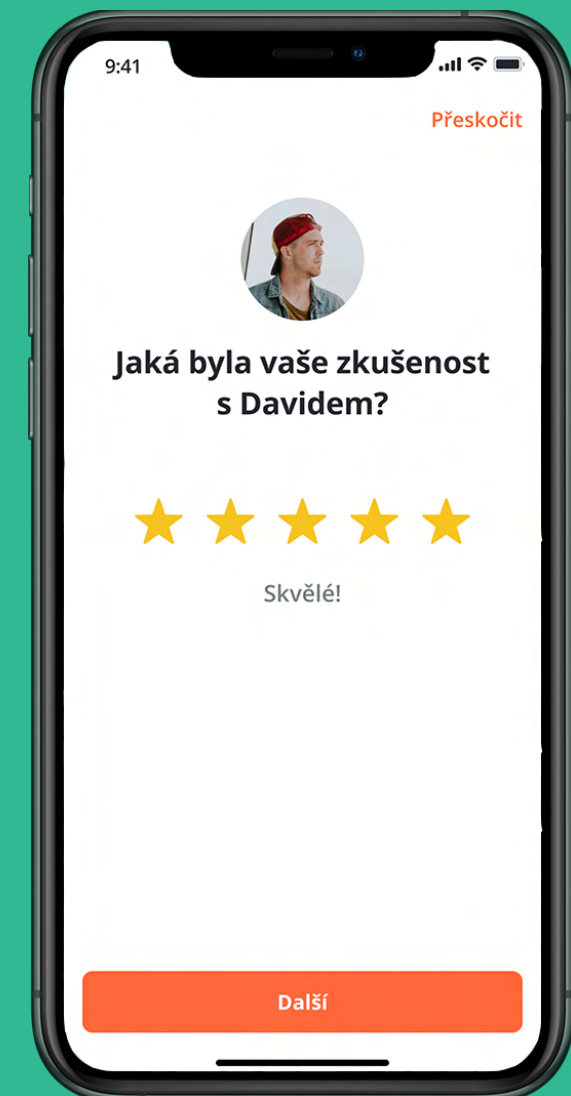 9:41
Přeskočit
Jaká byla vaše zkušenost
s Davidem?
Skvělé!
Další